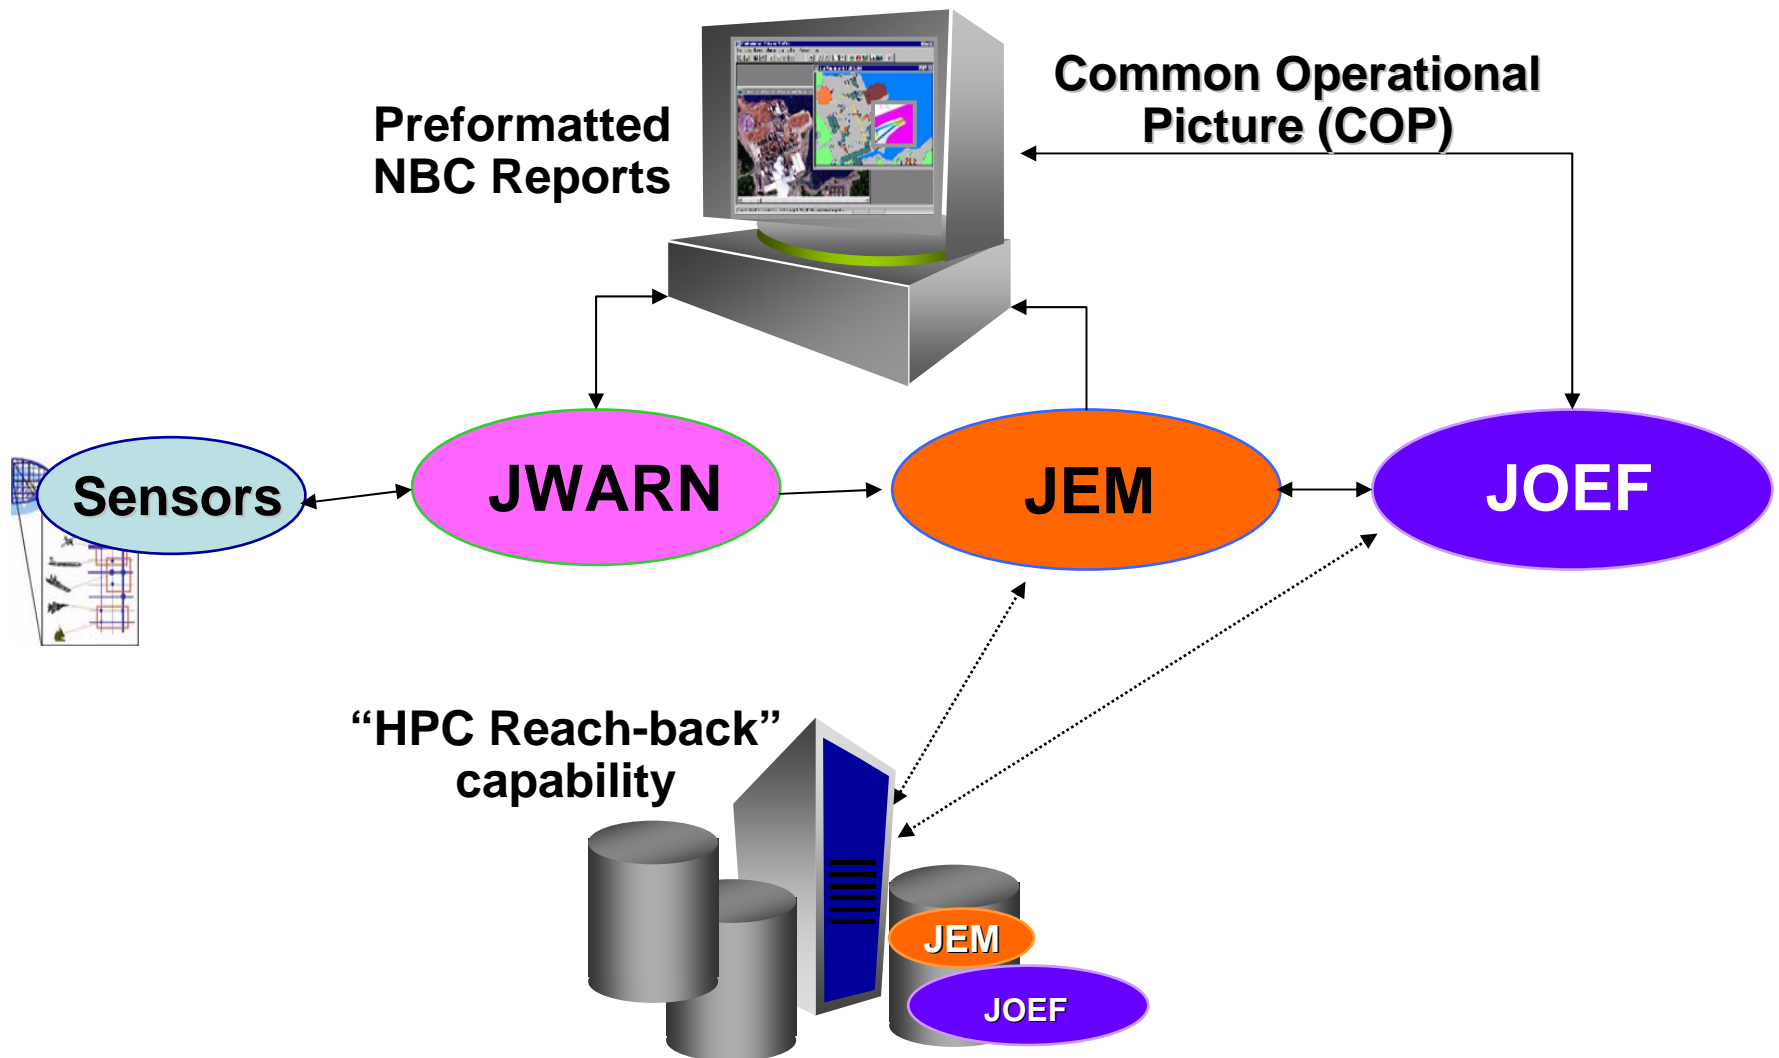 Common Operational
Picture (COP)
Preformatted
NBC Reports
Sensors
JWARN
JEM
JOEF
“HPC Reach-back”
capability
JEM
JOEF